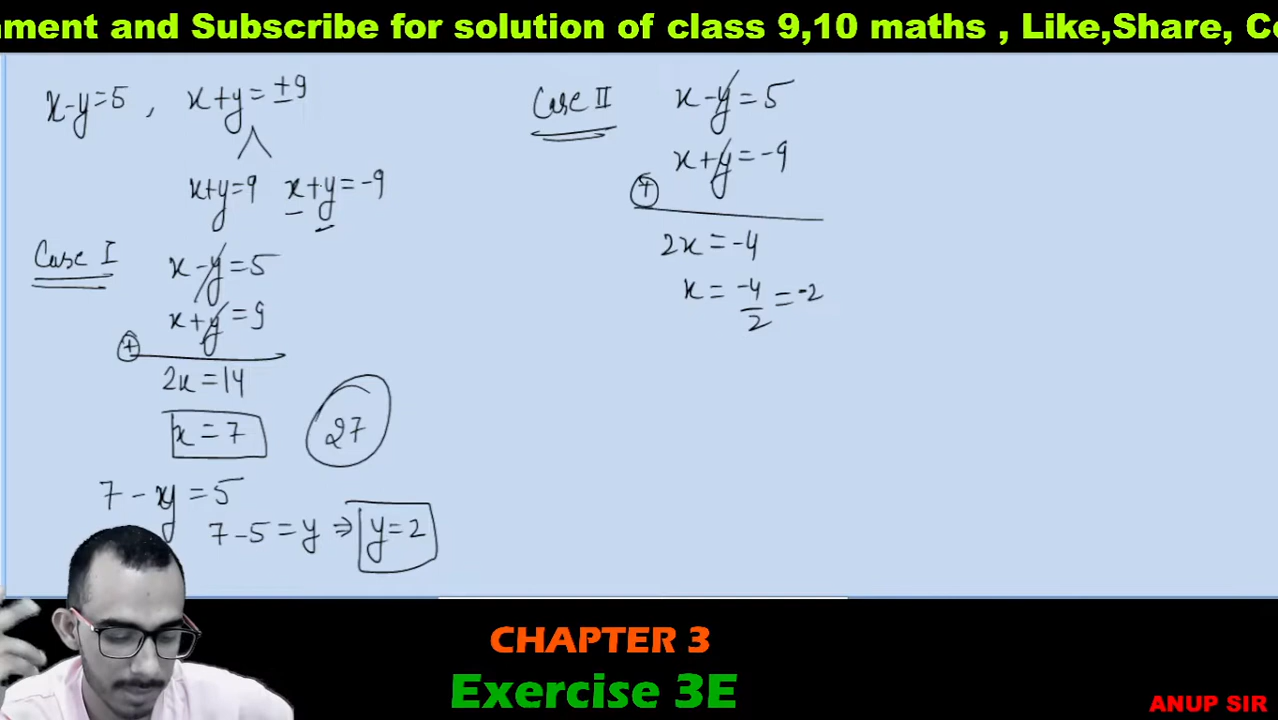 mment and Subscribe for solution of class 9,10 maths , Like,Share, Co
x-y=5 , x+y=±9
x+y=9 x+y=-9
Case I x-y=5
x+y=9
+
2x=14
x=7
27
7-xy=5
7-5=y⇒ y=2
Case II x-y=5
x+y=-9
+
2x=-4
x=-4/2=-2
CHAPTER 3
Exercise 3E
ANUP SIR